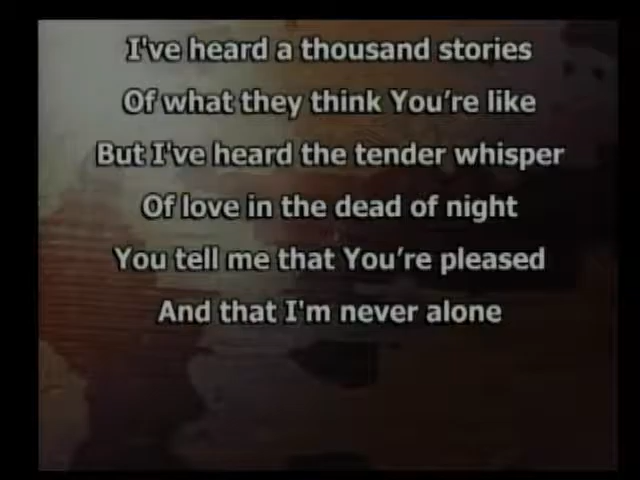 I've heard a thousand stories
Of what they think You’re like
But I've heard the tender whisper
Of love in the dead of night
You tell me that You’re pleased
And that I'm never alone